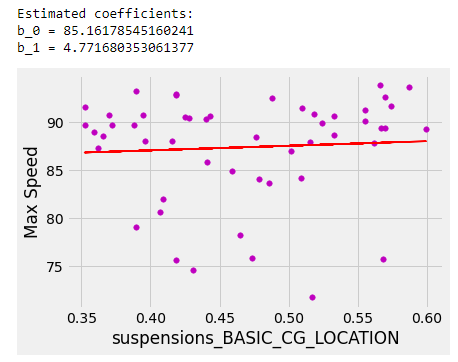 Estimated coefficients:
b_0 = 85.16178545160241
b_1 = 4.771680353061377
90
85
80
75
Max Speed
0.35 0.40 0.45 0.50 0.55 0.60
suspensions_BASIC_CG_LOCATION